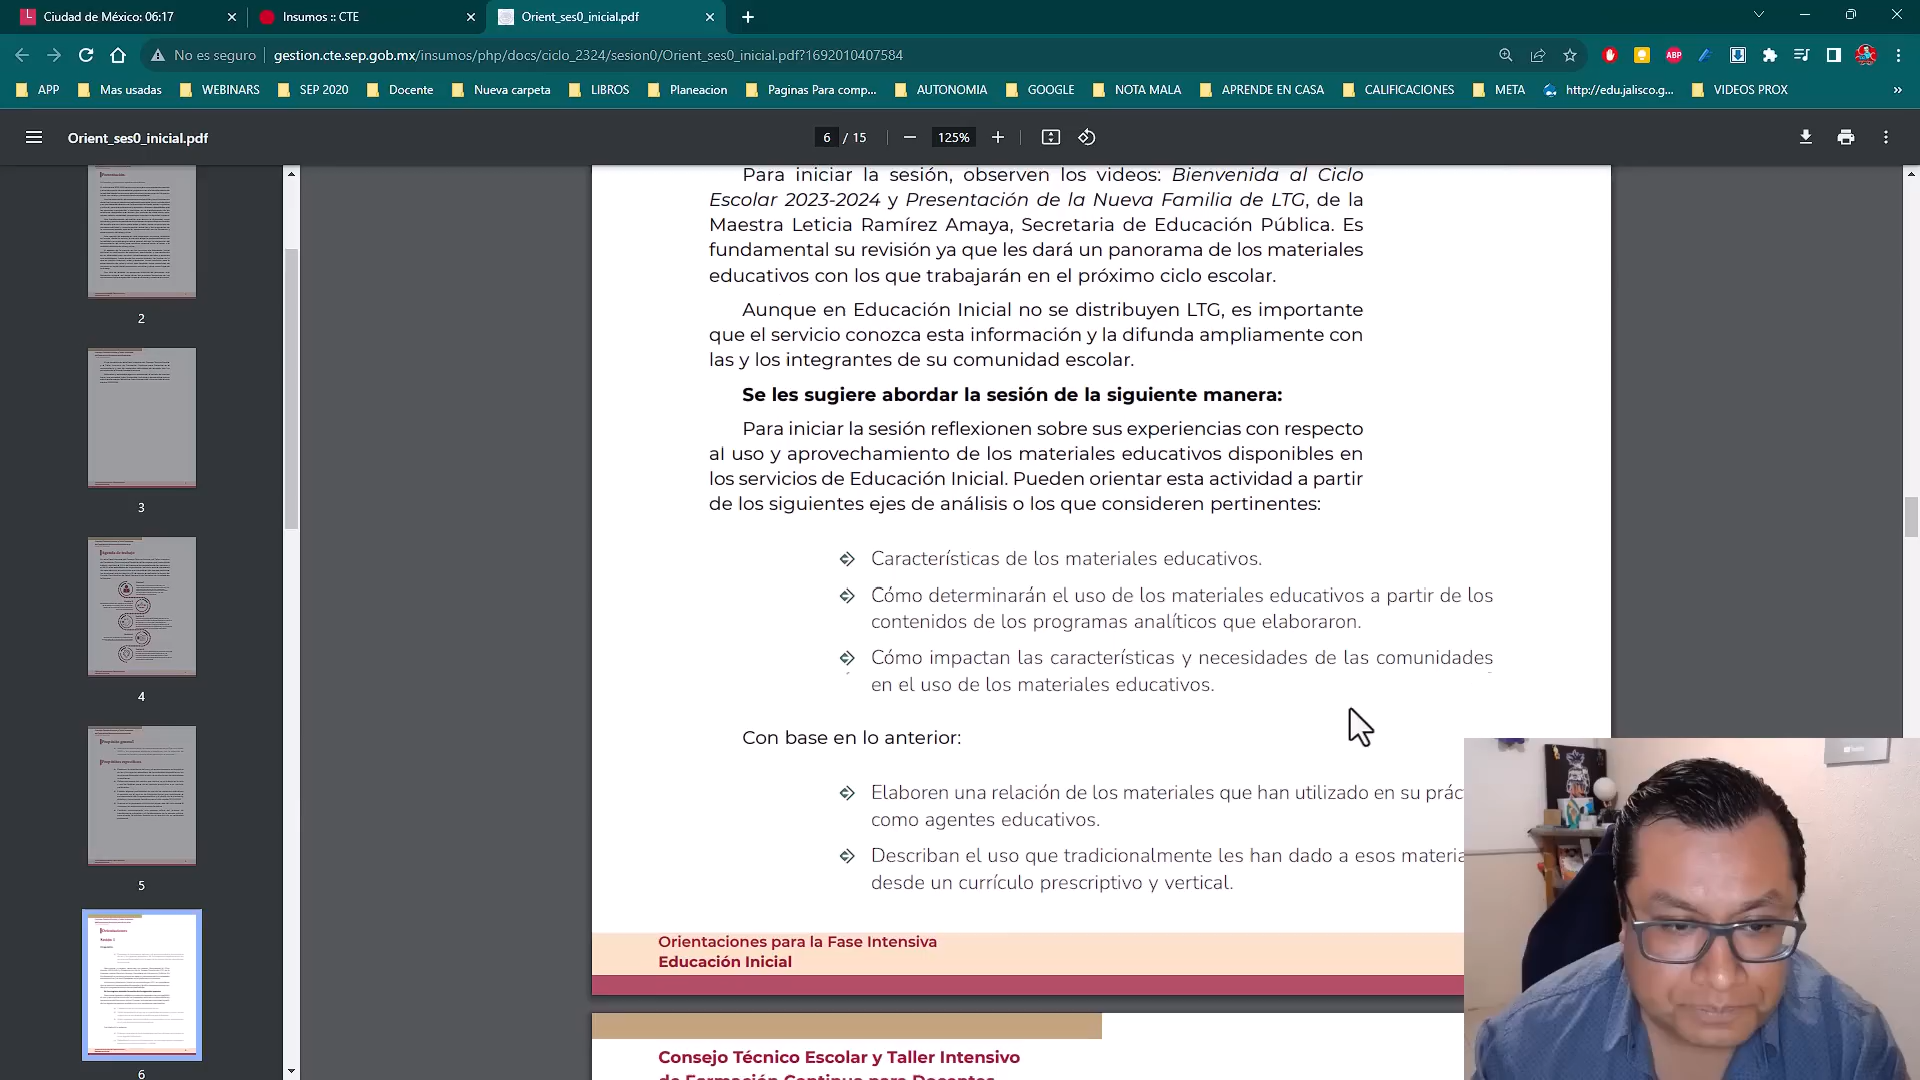 Ciudad de México: 06:17
Insumos :: CTE
Orient_ses0_inicial.pdf
No es seguro
gestion.cte.sep.gob.mx/insumos/php/docs/ciclo_2324/sesion0/Orient_ses0_inicial.pdf?1692010407584
APP
Mas usadas
WEBINARS
SEP 2020
Docente
Nueva carpeta
LIBROS
Planeacion
Paginas Para comp...
AUTONOMIA
GOOGLE
NOTA MALA
APRENDE EN CASA
CALIFICACIONES
META
http://edu.jalisco.g...
VIDEOS PROX
»
Orient_ses0_inicial.pdf
6 / 15
125%
2
3
4
5
6
Para iniciar la sesión, observen los videos: Bienvenida al Ciclo
Escolar 2023-2024 y Presentación de la Nueva Familia de LTG, de la
Maestra Leticia Ramírez Amaya, Secretaria de Educación Pública. Es
fundamental su revisión ya que les dará un panorama de los materiales
educativos con los que trabajarán en el próximo ciclo escolar.
Aunque en Educación Inicial no se distribuyen LTG, es importante
que el servicio conozca esta información y la difunda ampliamente con
las y los integrantes de su comunidad escolar.
Se les sugiere abordar la sesión de la siguiente manera:
Para iniciar la sesión reflexionen sobre sus experiencias con respecto
al uso y aprovechamiento de los materiales educativos disponibles en
los servicios de Educación Inicial. Pueden orientar esta actividad a partir
de los siguientes ejes de análisis o los que consideren pertinentes:
Características de los materiales educativos.
Cómo determinarán el uso de los materiales educativos a partir de los
contenidos de los programas analíticos que elaboraron.
Cómo impactan las características y necesidades de las comunidades
en el uso de los materiales educativos.
Con base en lo anterior:
Elaboren una relación de los materiales que han utilizado en su prác
como agentes educativos.
Describan el uso que tradicionalmente les han dado a esos materia
desde un currículo prescriptivo y vertical.
Orientaciones para la Fase Intensiva
Educación Inicial
Consejo Técnico Escolar y Taller Intensivo
de Formación Continua para Docentes